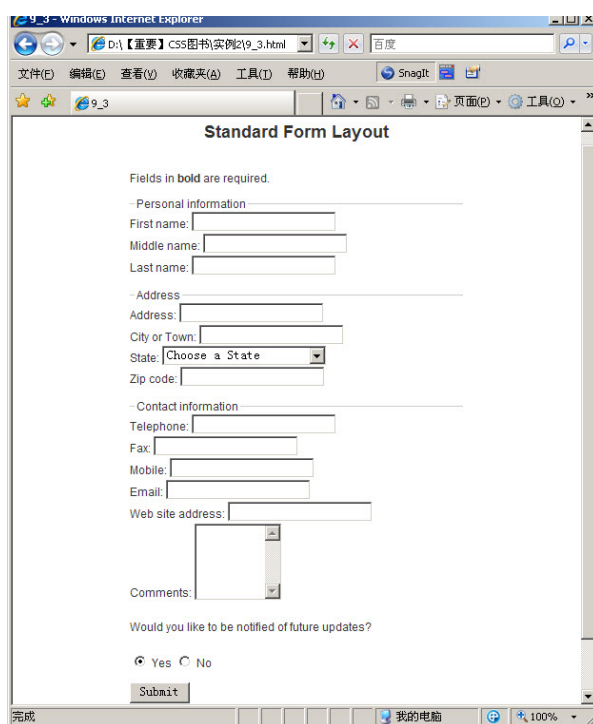 9_3 - Windows Internet Explorer
D:\【重要】CSS图书\实例2\9_3.html 百度
文件(F) 编辑(E) 查看(V) 收藏夹(A) 工具(T) 帮助(H) SnagIt
9_3 页面(P) 工具(O) »
Standard Form Layout
Fields in bold are required.
Personal information
First name:
Middle name:
Last name:
Address
Address:
City or Town:
State: Choose a State
Zip code:
Contact information
Telephone:
Fax:
Mobile:
Email:
Web site address:
Comments:
Would you like to be notified of future updates?
Yes No
Submit
完成 我的电脑 100%